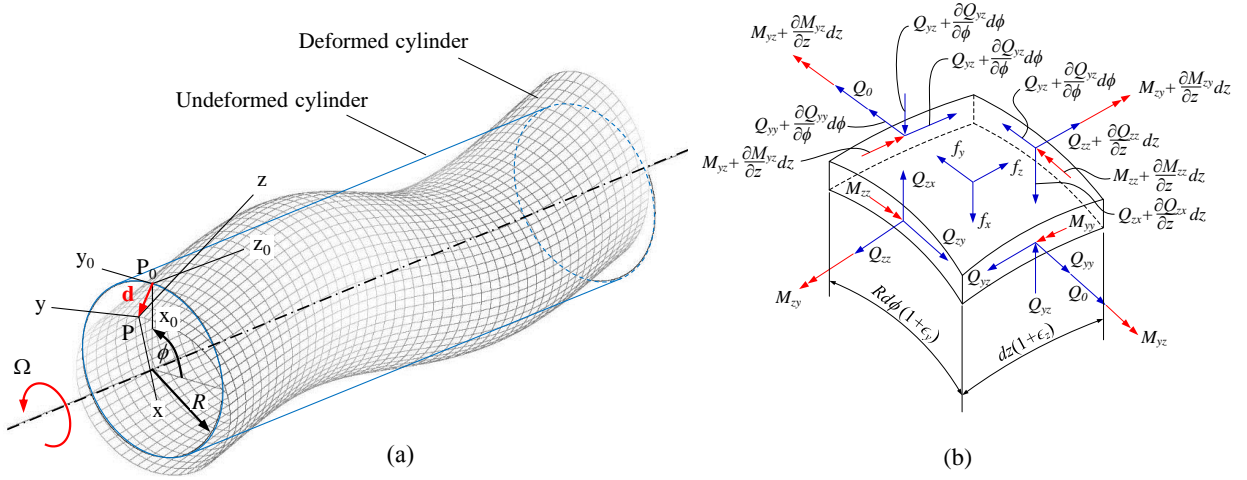 Deformed cylinder
Undeformed cylinder
z
z₀
y₀
P₀
d
y
P
x₀
ϕ
Ω
x
R
(a)
M_yz + ∂M_yz/∂z dz
Q_yz + ∂Q_yz/∂ϕ dϕ
Q_yz + ∂Q_yz/∂ϕ dϕ
Q_yz + ∂Q_yz/∂ϕ dϕ
M_zy + ∂M_zy/∂z dz
Q₀
Q_yy + ∂Q_yy/∂ϕ dϕ
M_yz + ∂M_yz/∂z dz
Q_zz + ∂Q_zz/∂z dz
M_zz + ∂M_zz/∂z dz
Q_zx + ∂Q_zx/∂z dz
f_y
f_z
f_x
M_zz
Q_zx
Q_zy
Q_zz
M_zy
M_yy
Q_yz
Q_yy
Q_yz
Q₀
M_yz
Rdϕ(1+ϵ_y)
dz(1+ϵ_z)
(b)